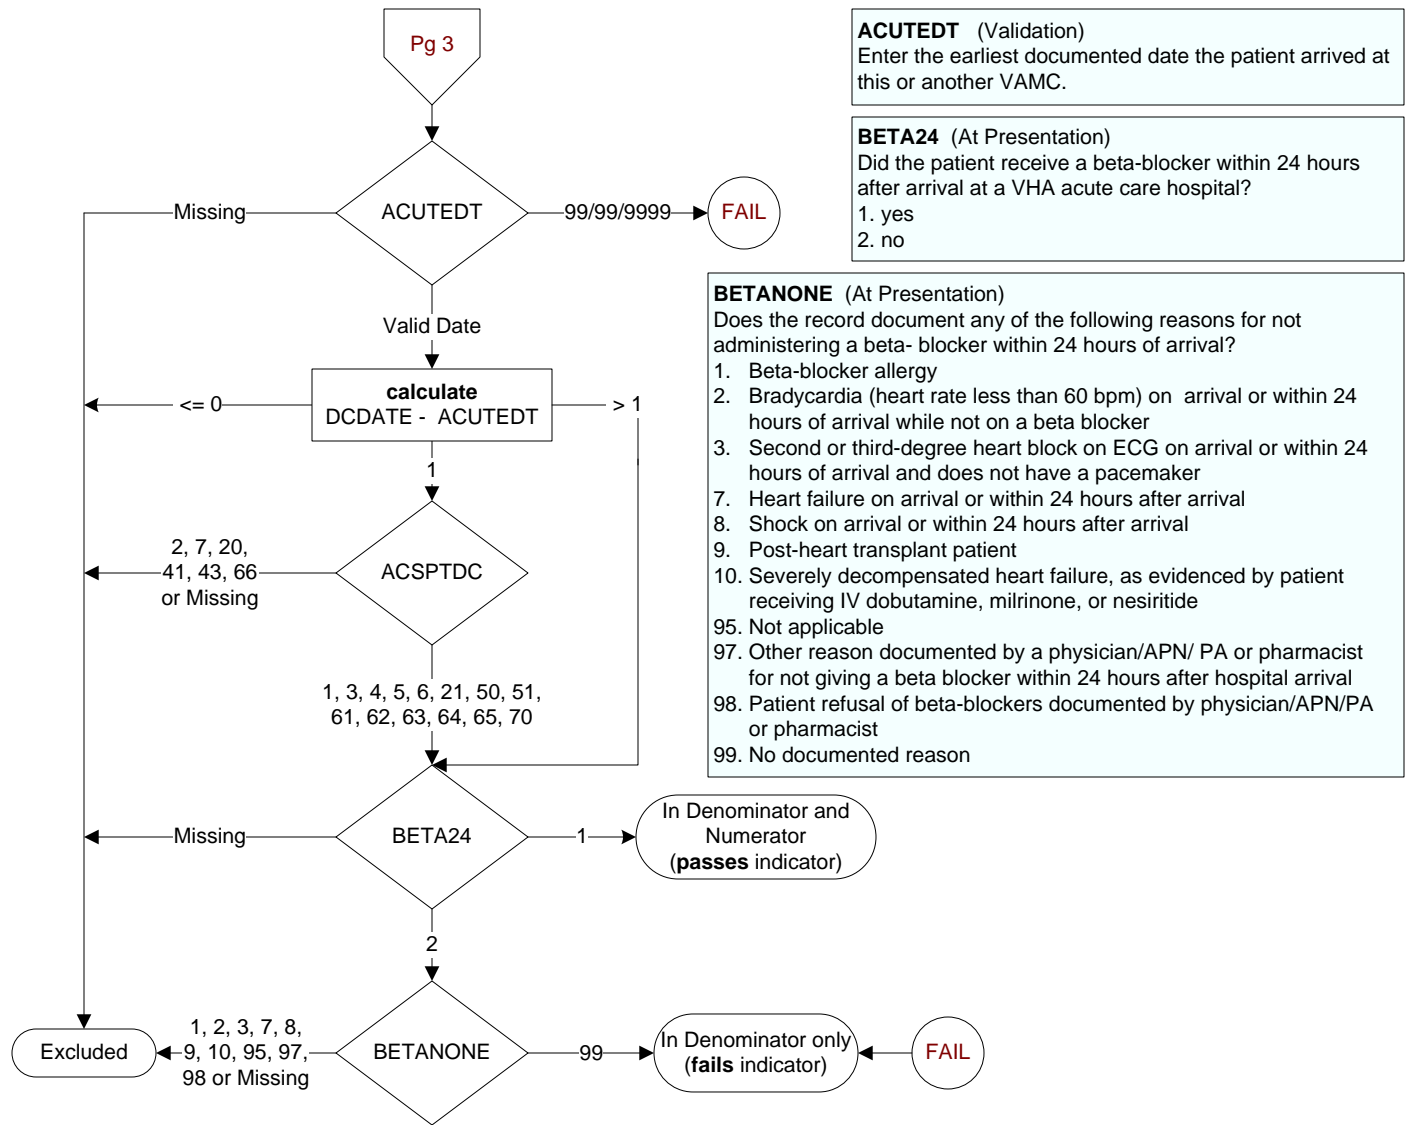 Pg 3
ACUTEDT (Validation)
Enter the earliest documented date the patient arrived at
this or another VAMC.
BETA24 (At Presentation)
Did the patient receive a beta-blocker within 24 hours
after arrival at a VHA acute care hospital?
1. yes
2. no
Missing
ACUTEDT
99/99/9999
FAIL
BETANONE (At Presentation)
Does the record document any of the following reasons for not
administering a beta- blocker within 24 hours of arrival?
1. Beta-blocker allergy
2. Bradycardia (heart rate less than 60 bpm) on arrival or within 24
hours of arrival while not on a beta blocker
3. Second or third-degree heart block on ECG on arrival or within 24
hours of arrival and does not have a pacemaker
7. Heart failure on arrival or within 24 hours after arrival
8. Shock on arrival or within 24 hours after arrival
9. Post-heart transplant patient
10. Severely decompensated heart failure, as evidenced by patient
receiving IV dobutamine, milrinone, or nesiritide
95. Not applicable
97. Other reason documented by a physician/APN/ PA or pharmacist
for not giving a beta blocker within 24 hours after hospital arrival
98. Patient refusal of beta-blockers documented by physician/APN/PA
or pharmacist
99. No documented reason
Valid Date
<= 0
calculate
DCDATE - ACUTEDT
> 1
1
2, 7, 20,
41, 43, 66
or Missing
ACSPTDC
1, 3, 4, 5, 6, 21, 50, 51,
61, 62, 63, 64, 65, 70
Missing
BETA24
1
In Denominator and
Numerator
(passes indicator)
2
Excluded
1, 2, 3, 7, 8,
9, 10, 95, 97,
98 or Missing
BETANONE
99
In Denominator only
(fails indicator)
FAIL